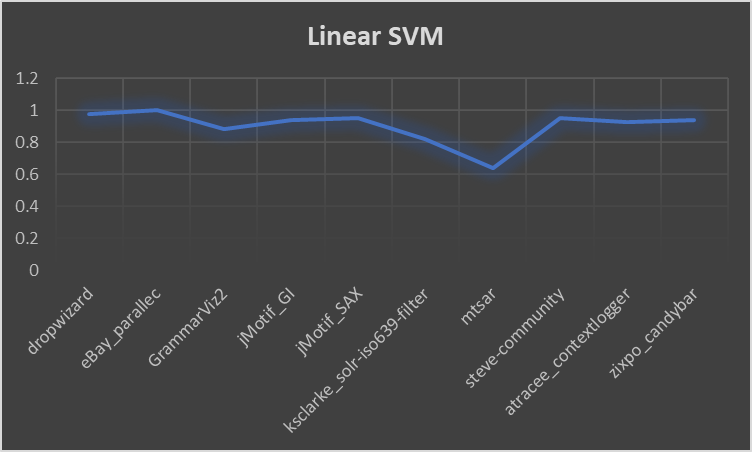 Linear SVM
1.2
1
0.8
0.6
0.4
0.2
0
dropwizard
eBay_parallec
GrammarViz2
jMotif_GI
jMotif_SAX
ksclarke_solr-iso639-filter
mtsar
steve-community
atracee_contextlogger
zixpo_candybar